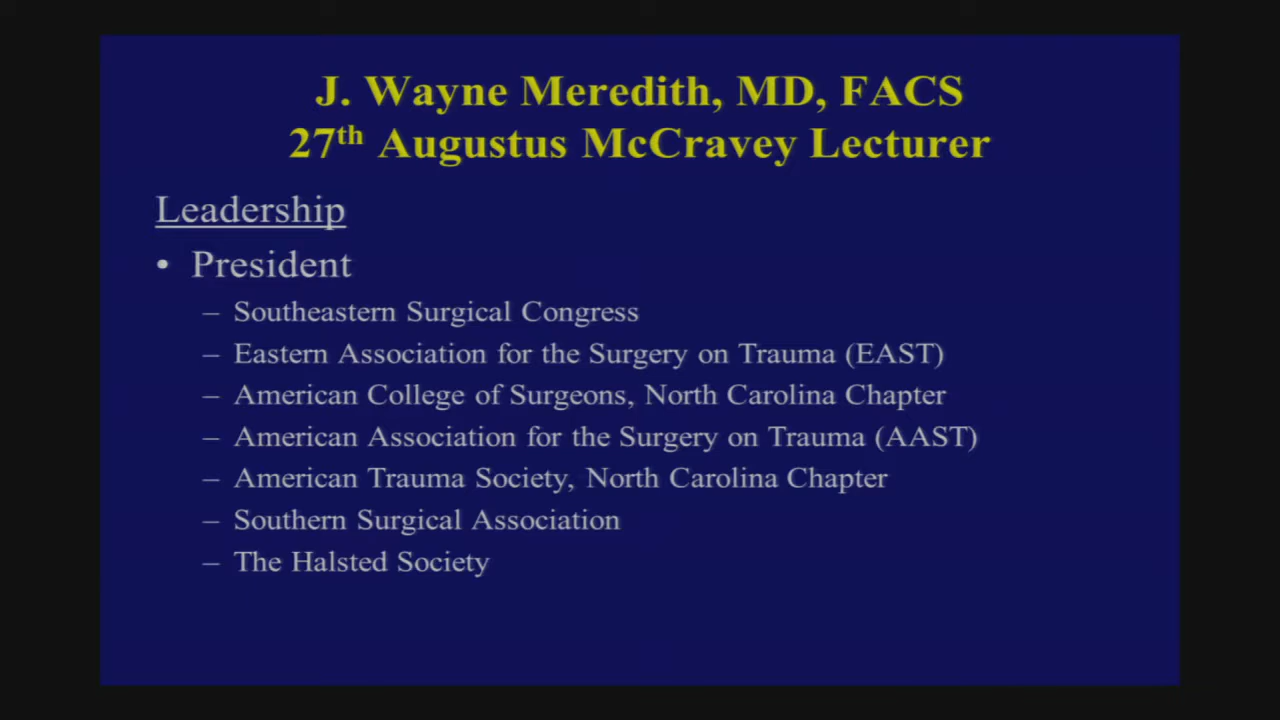 J. Wayne Meredith, MD, FACS
27th Augustus McCravey Lecturer
Leadership
• President
– Southeastern Surgical Congress
– Eastern Association for the Surgery on Trauma (EAST)
– American College of Surgeons, North Carolina Chapter
– American Association for the Surgery on Trauma (AAST)
– American Trauma Society, North Carolina Chapter
– Southern Surgical Association
– The Halsted Society